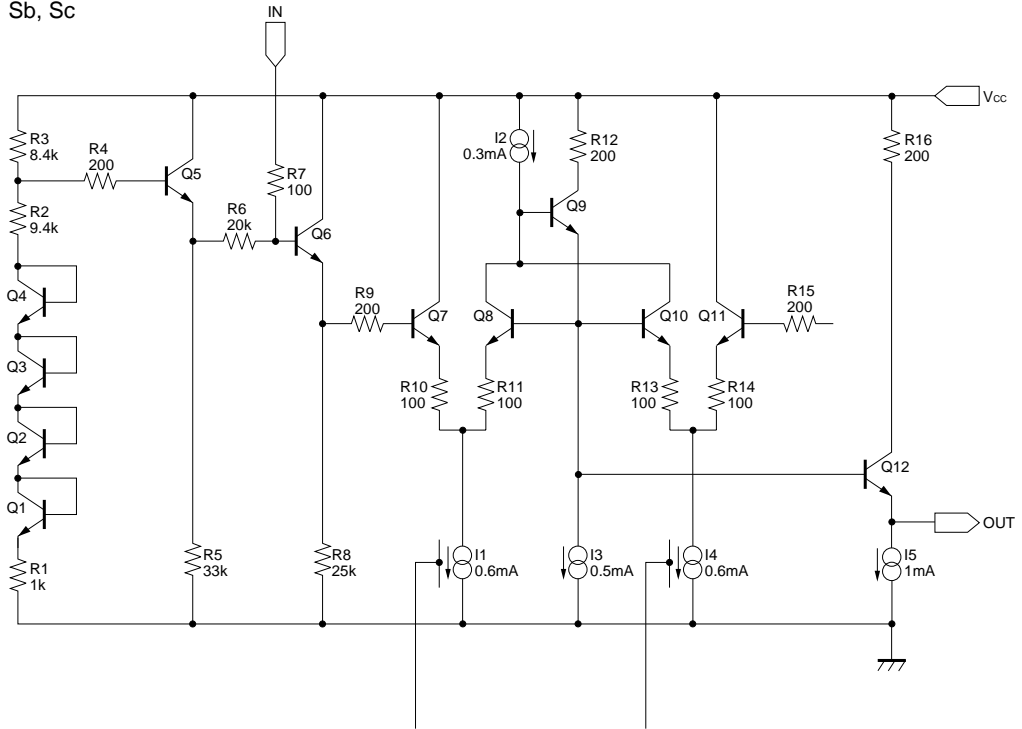 Sb, Sc
IN
Vcc
R3
8.4k
R4
200
Q5
R7
100
I2
0.3mA
R12
200
R16
200
R2
9.4k
R6
20k
Q6
Q9
Q4
R9
200
Q7
Q8
Q10
Q11
R15
200
Q3
R10
100
R11
100
R13
100
R14
100
Q2
Q12
Q1
OUT
R1
1k
R5
33k
R8
25k
I1
0.6mA
I3
0.5mA
I4
0.6mA
I5
1mA